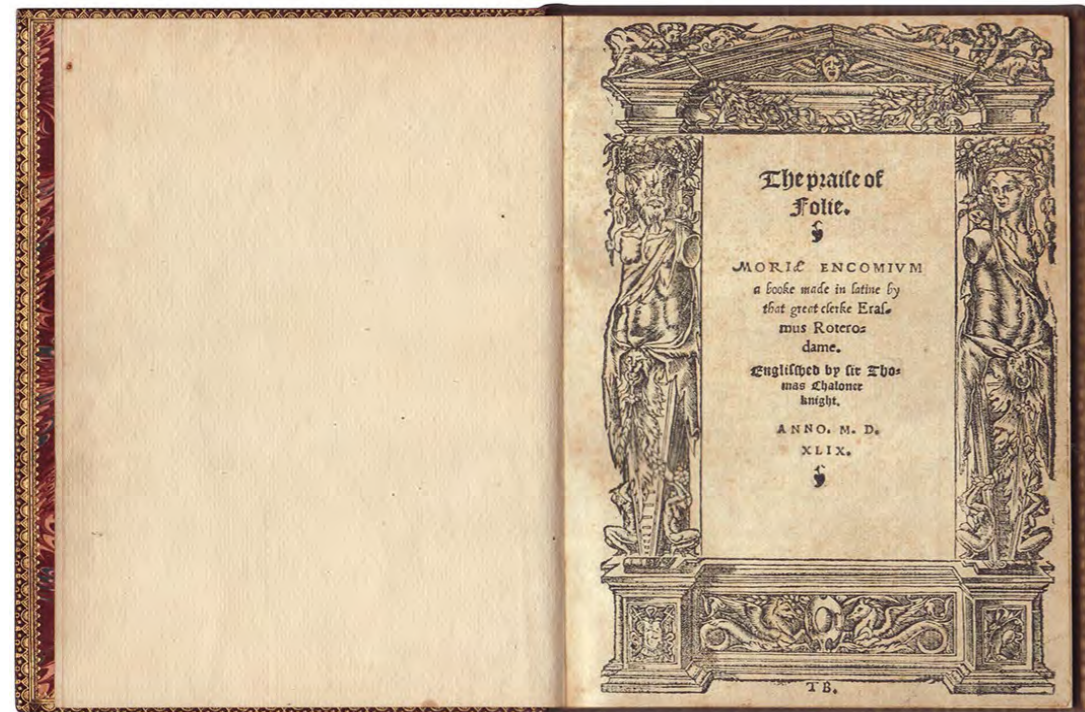 The praise of
Folie.
MORIÆ ENCOMIVM
a booke made in latine by
that great clerke Eras-
mus Rotero-
dame.
Englisched by sir Tho-
mas Chaloner
knight.
ANNO. M. D.
XLIX.
TB.